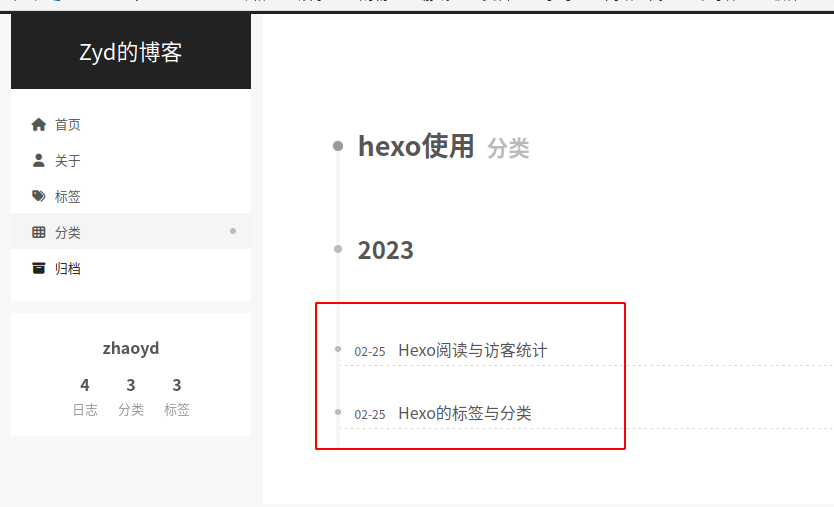 Zyd的博客
首页
关于
标签
分类
归档
zhaoyd
4 3 3
日志 分类 标签
hexo使用 分类
2023
02-25 Hexo阅读与访客统计
02-25 Hexo的标签与分类